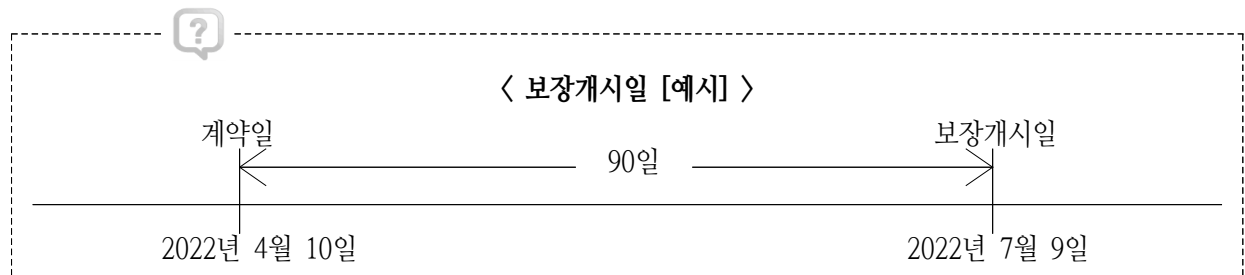 ?
< 보장개시일 [예시] >
계약일 보장개시일
90일
2022년 4월 10일 2022년 7월 9일